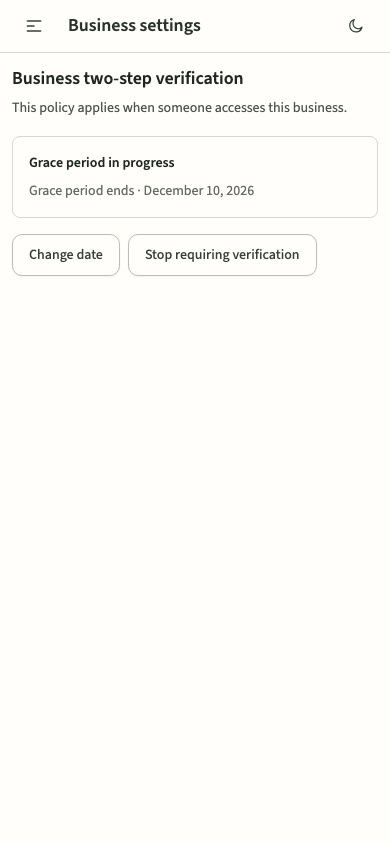 Business settings
Business two-step verification
This policy applies when someone accesses this business.
Grace period in progress
Grace period ends · December 10, 2026
Change date
Stop requiring verification